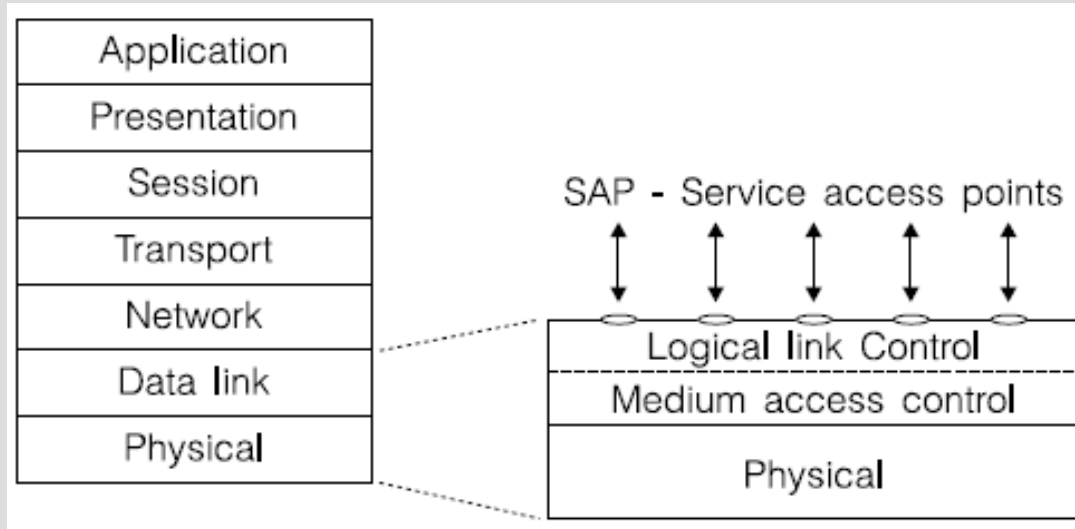 Application
Presentation
Session
Transport
Network
Data link
Physical
SAP - Service access points
Logical link Control
Medium access control
Physical